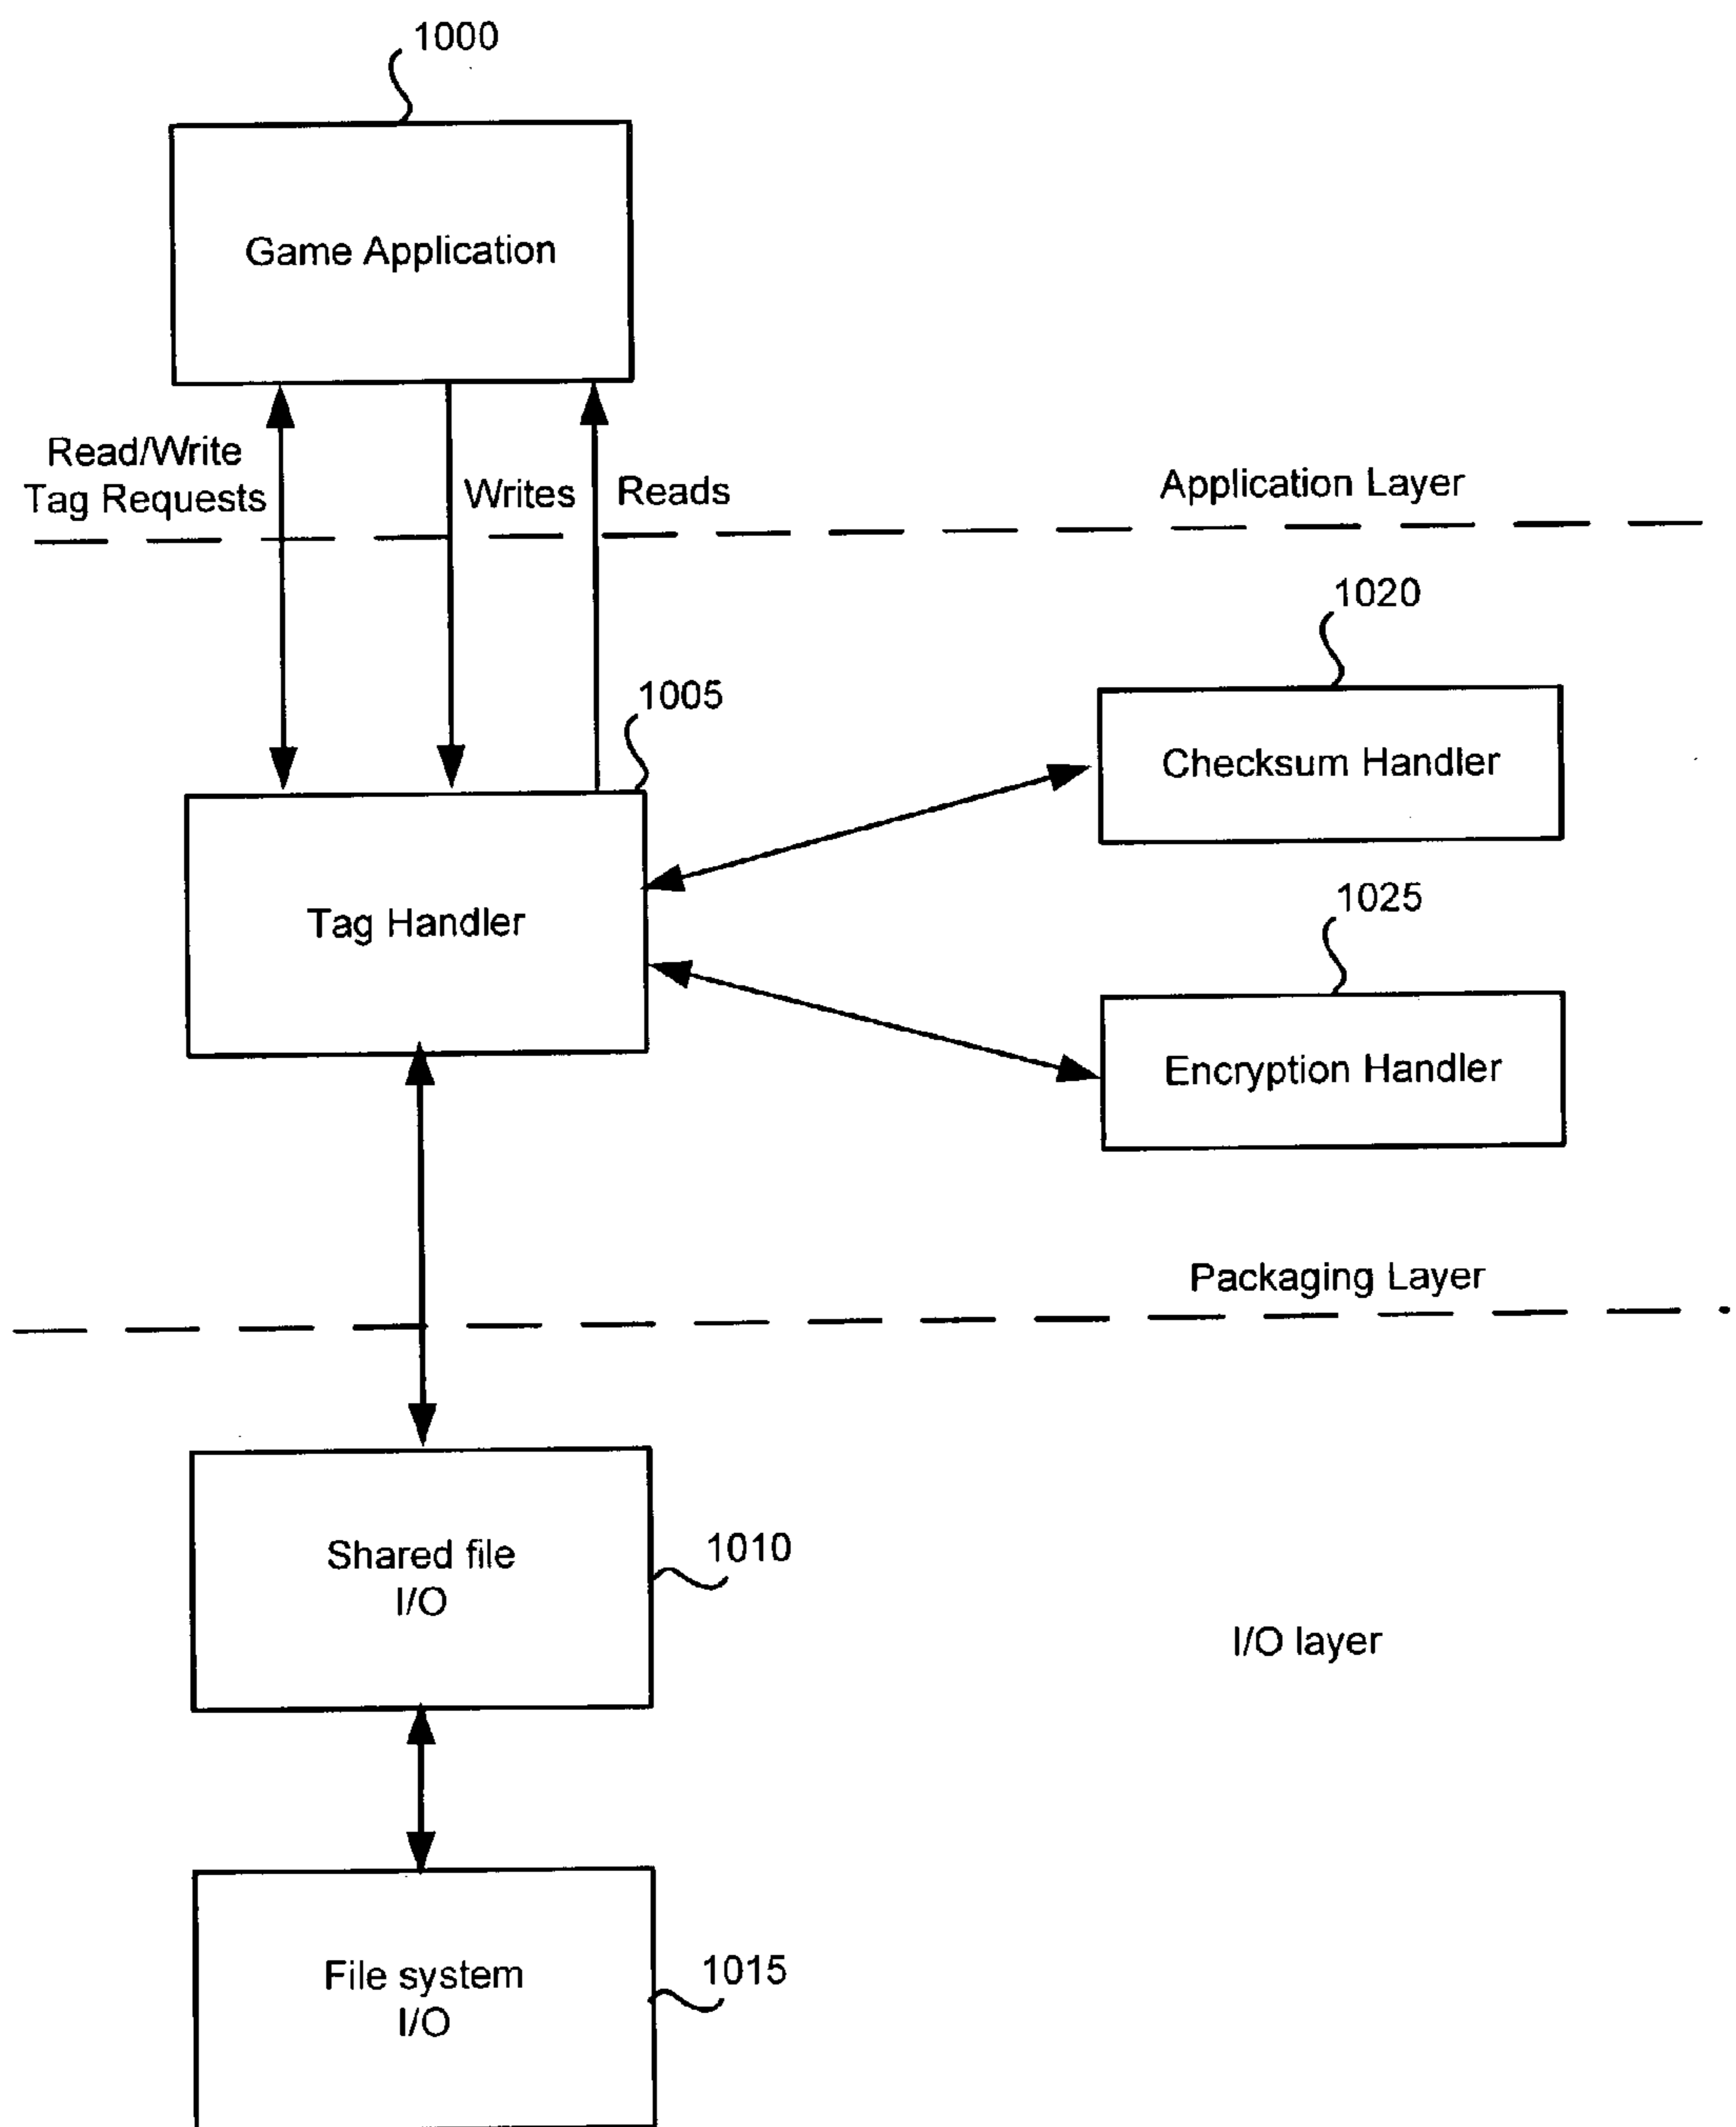 1000
Game Application
Read/Write
Tag Requests
Writes
Reads
Application Layer
1020
Checksum Handler
1005
Tag Handler
1025
Encryption Handler
Packaging Layer
Shared file
I/O
1010
I/O layer
File system
I/O
1015